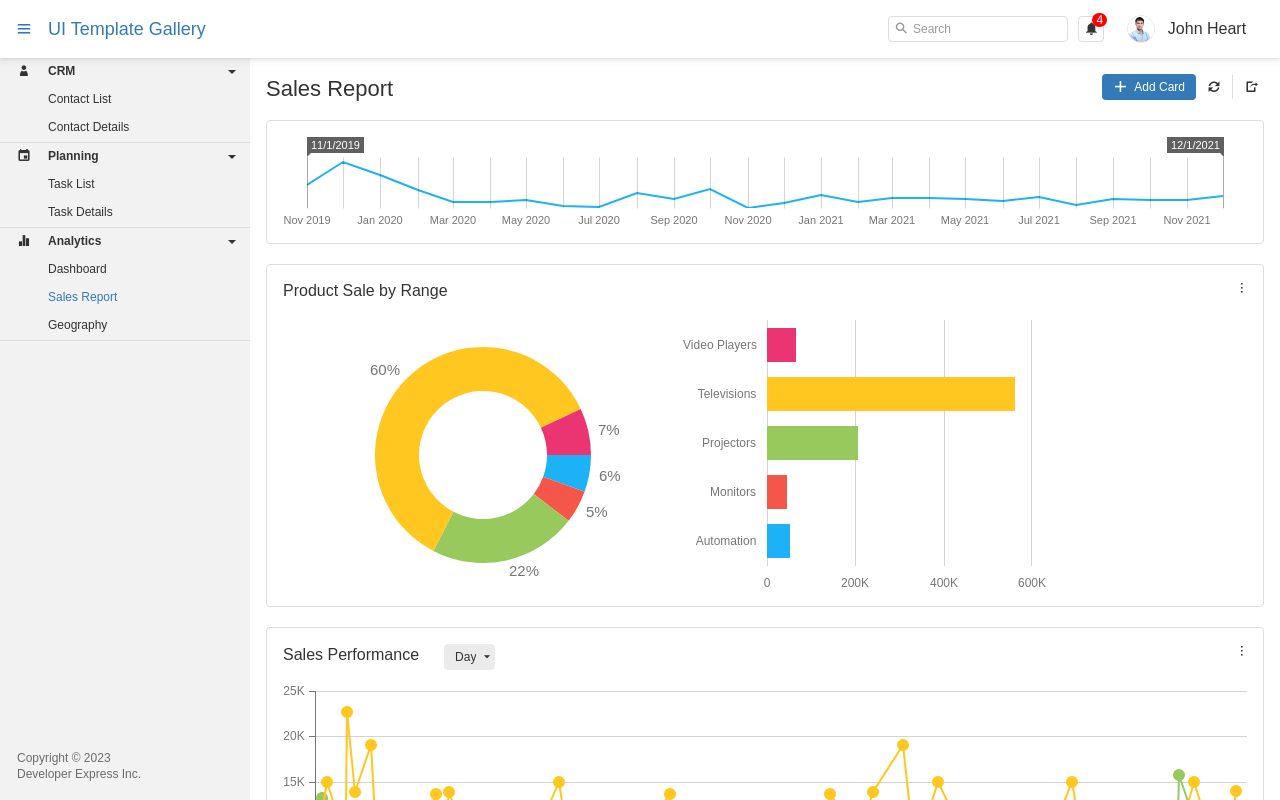 UI Template Gallery
Search
4
John Heart
CRM
Contact List
Contact Details
Planning
Task List
Task Details
Analytics
Dashboard
Sales Report
Geography
Copyright © 2023
Developer Express Inc.
Sales Report
Add Card
11/1/2019 12/1/2021
Nov 2019 Jan 2020 Mar 2020 May 2020 Jul 2020 Sep 2020 Nov 2020 Jan 2021 Mar 2021 May 2021 Jul 2021 Sep 2021 Nov 2021
Product Sale by Range
60%
7%
6%
5%
22%
Video Players
Televisions
Projectors
Monitors
Automation
0 200K 400K 600K
Sales Performance Day
25K
20K
15K